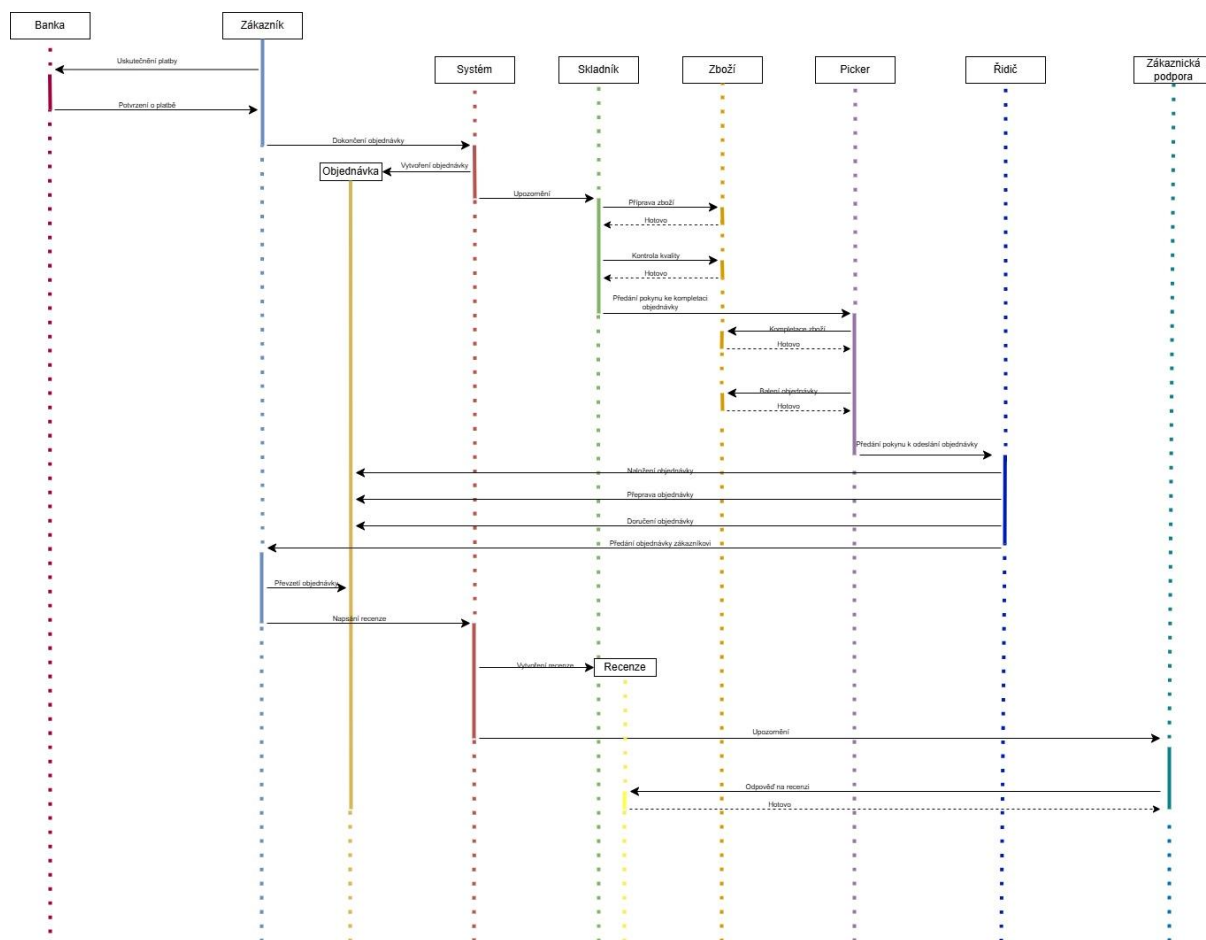 Banka
Zákazník
Uskutečnění platby
Systém
Skladník
Zboží
Picker
Řidič
Zákaznická
podpora
Potvrzení o platbě
Dokončení objednávky
Objednávka
Vytvoření objednávky
Upozornění
Příprava zboží
Hotovo
Kontrola kvality
Hotovo
Předání pokynu ke kompletaci
objednávky
Kompletace zboží
Hotovo
Balení objednávky
Hotovo
Předání pokynu k odeslání objednávky
Naložení objednávky
Přeprava objednávky
Doručení objednávky
Předání objednávky zákazníkovi
Převzetí objednávky
Napsání recenze
Vytvoření recenze
Recenze
Upozornění
Odpověď na recenzi
Hotovo